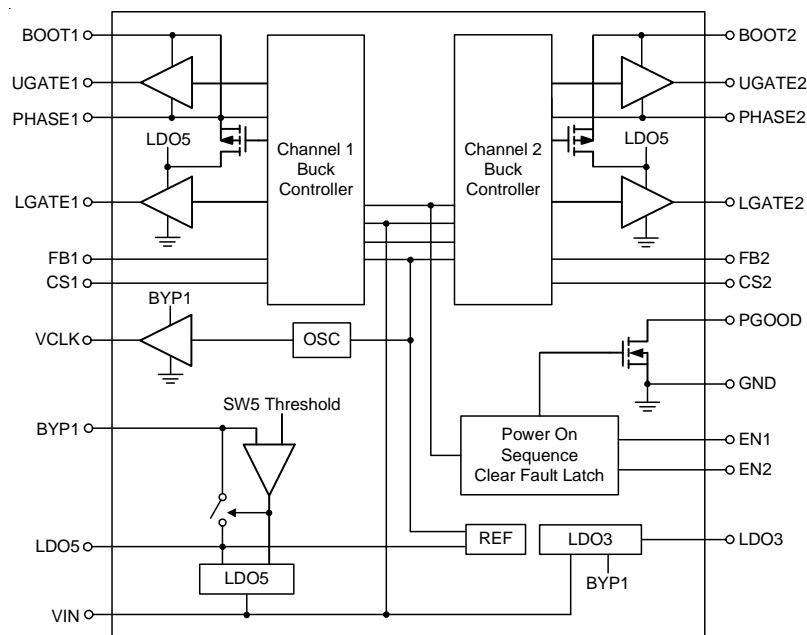 BOOT1
BOOT2
UGATE1
UGATE2
PHASE1
PHASE2
LDO5
LDO5
Channel 1
Buck
Controller
Channel 2
Buck
Controller
LGATE1
LGATE2
FB1
FB2
CS1
CS2
BYP1
PGOOD
VCLK
OSC
GND
SW5 Threshold
BYP1
Power On
Sequence
Clear Fault Latch
EN1
EN2
LDO5
REF
LDO3
LDO3
LDO5
BYP1
VIN